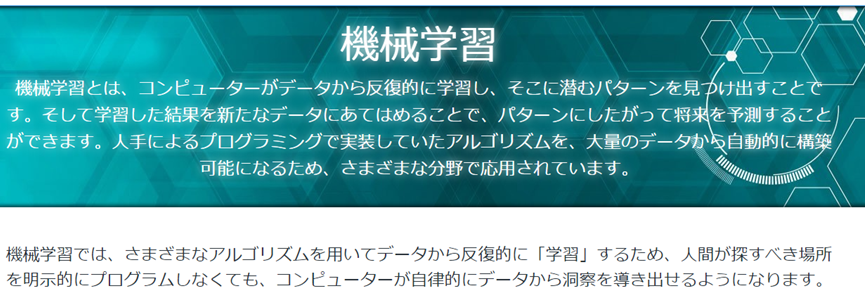 機械学習
機械学習とは、コンピューターがデータから反復的に学習し、そこに潜むパターンを見つけ出すことで
す。そして学習した結果を新たなデータにあてはめることで、パターンにしたがって将来を予測すること
ができます。人手によるプログラミングで実装していたアルゴリズムを、大量のデータから自動的に構築
可能になるため、さまざまな分野で応用されています。
機械学習では、さまざまなアルゴリズムを用いてデータから反復的に「学習」するため、人間が探すべき場所
を明示的にプログラムしなくても、コンピューターが自律的にデータから洞察を導き出せるようになります。